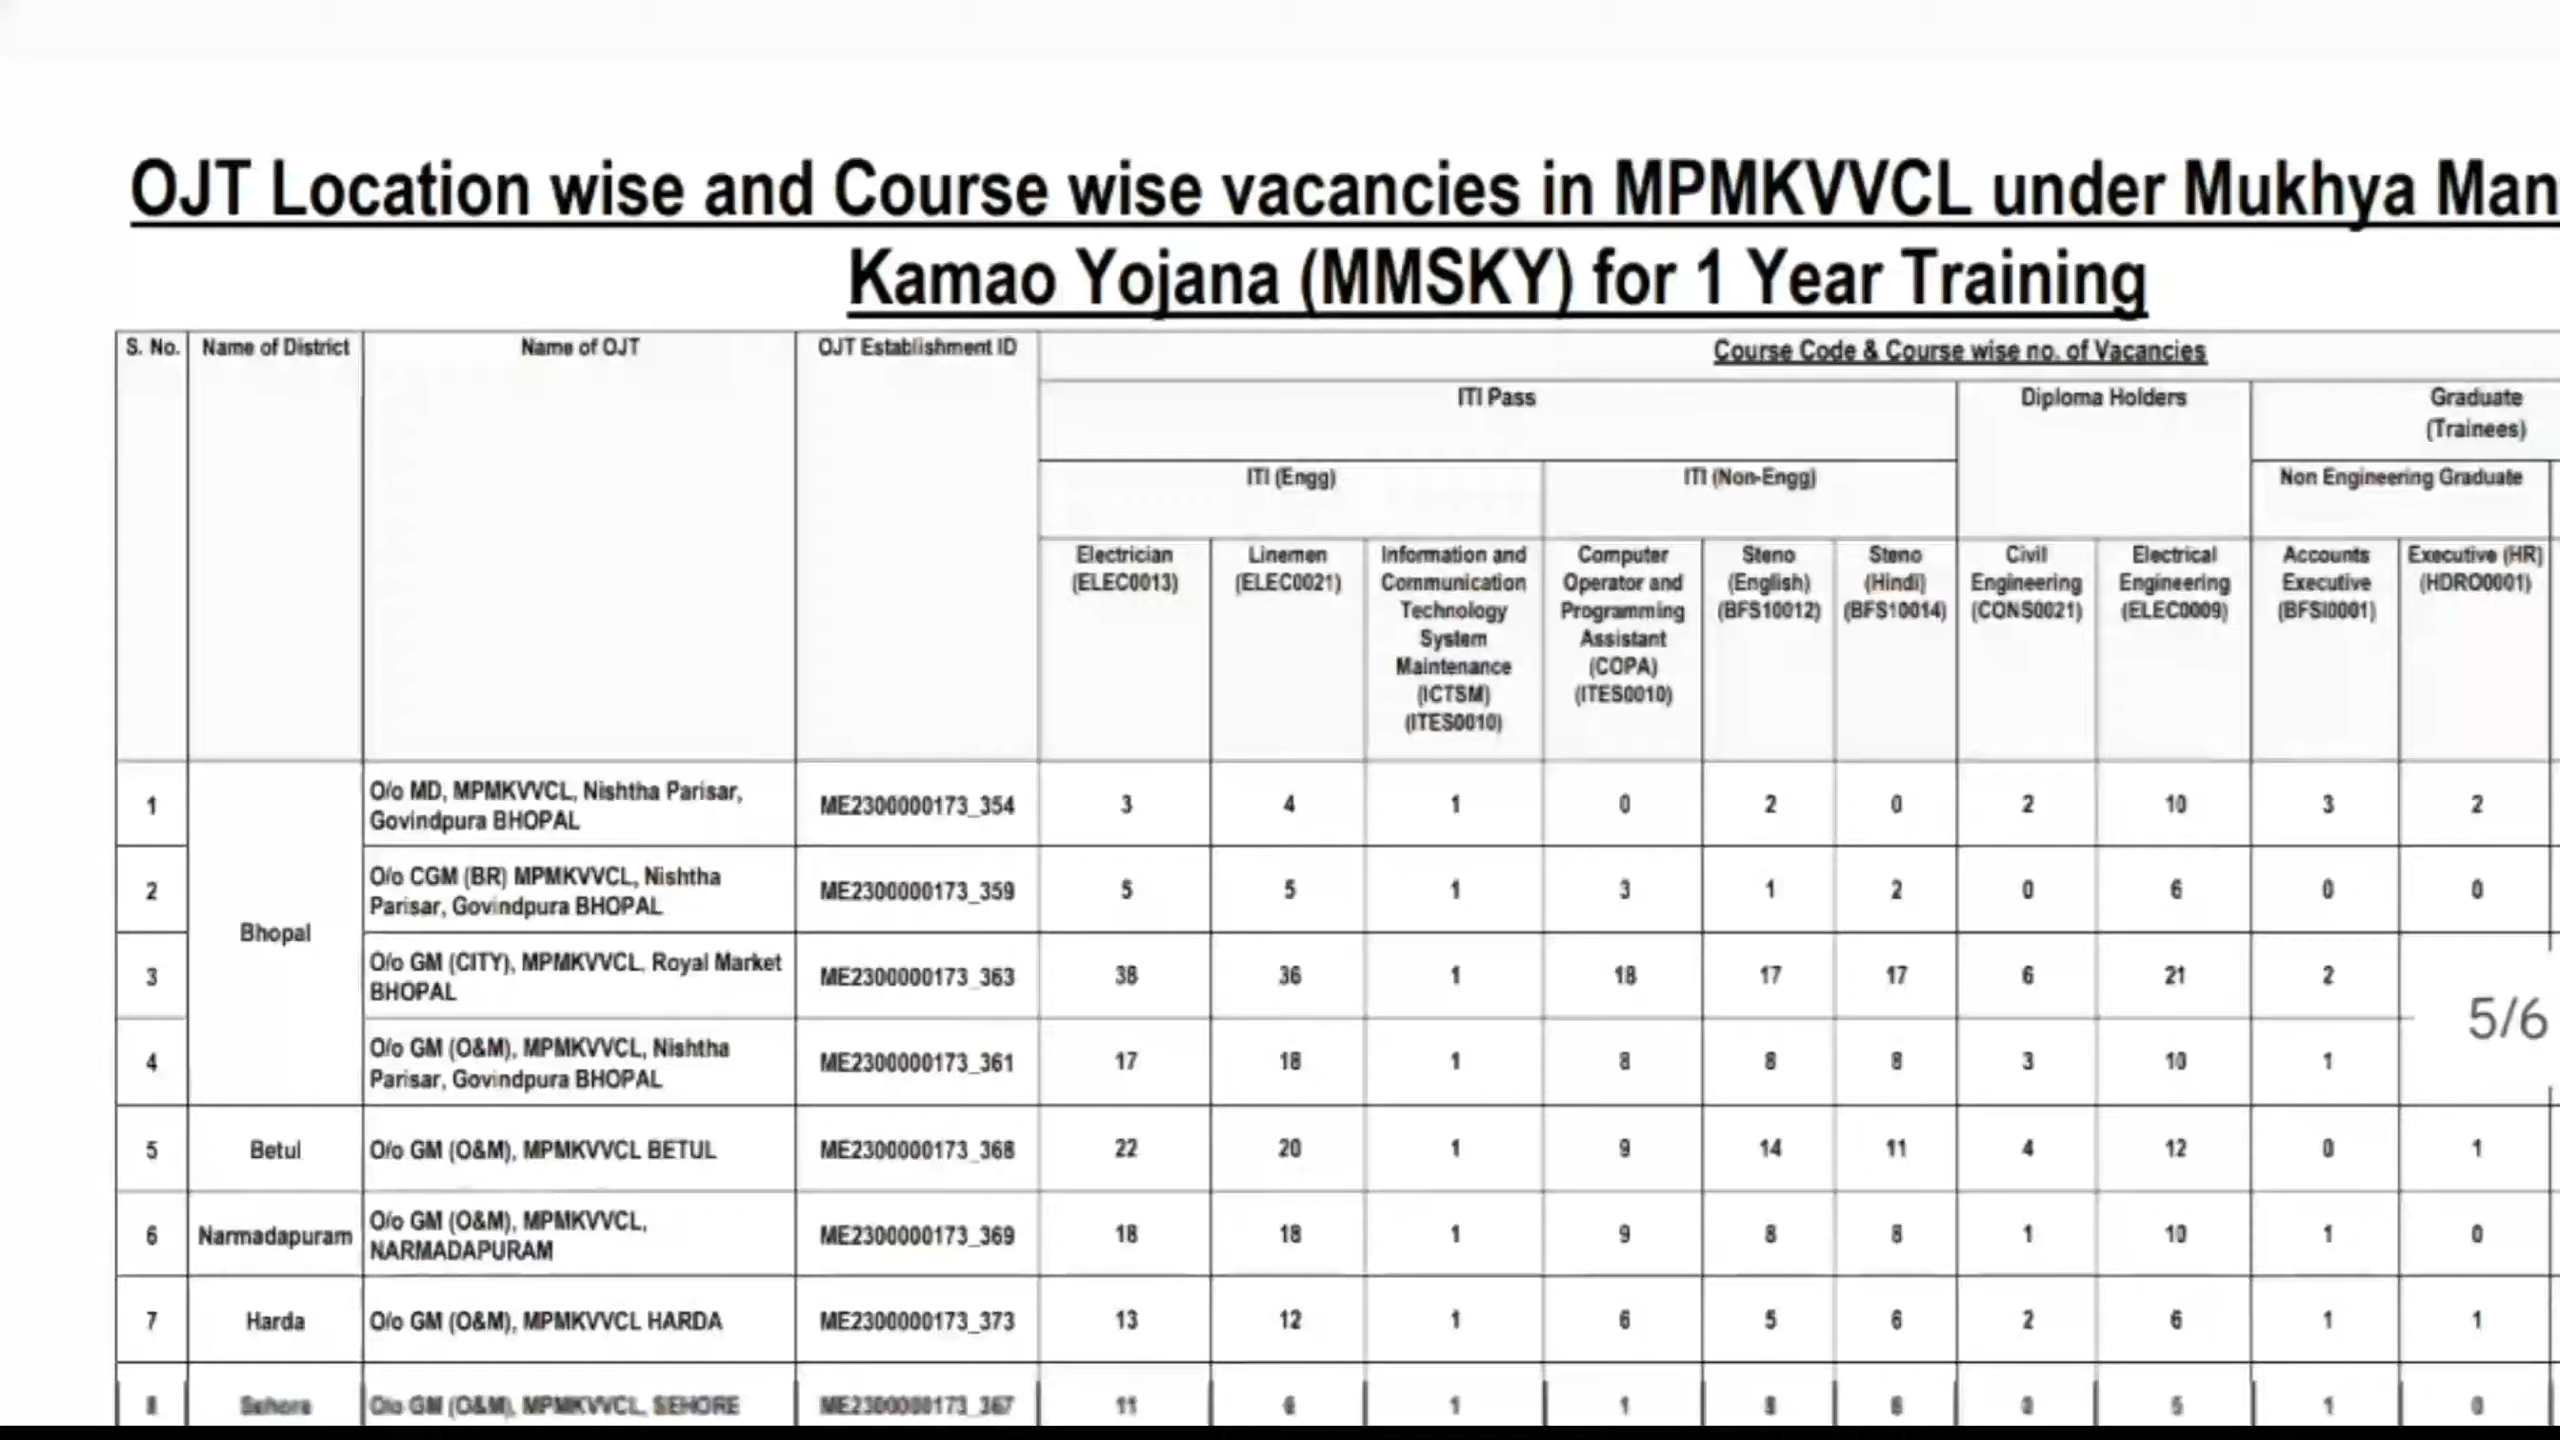 OJT Location wise and Course wise vacancies in MPMKVVCL under Mukhya Man
Kamao Yojana (MMSKY) for 1 Year Training
S. No. Name of District Name of OJT OJT Establishment ID Course Code & Course wise no. of Vacancies
ITI Pass Diploma Holders Graduate
(Trainees)
ITI (Engg) ITI (Non-Engg) Non Engineering Graduate
Electrician
(ELEC0013)
Linemen
(ELEC0021)
Information and
Communication
Technology
System
Maintenance
(ICTSM)
(ITES0010)
Computer
Operator and
Programming
Assistant
(COPA)
(ITES0010)
Steno
(English)
(BFS10012)
Steno
(Hindi)
(BFS10014)
Civil
Engineering
(CONS0021)
Electrical
Engineering
(ELEC0009)
Accounts
Executive
(BFSI0001)
Executive (HR)
(HDRO0001)
Bhopal
1 O/o MD, MPMKVVCL, Nishtha Parisar,
Govindpura BHOPAL ME2300000173_354 3 4 1 0 2 0 2 10 3 2
2 O/o CGM (BR) MPMKVVCL, Nishtha
Parisar, Govindpura BHOPAL ME2300000173_359 5 5 1 3 1 2 0 6 0 0
3 O/o GM (CITY), MPMKVVCL, Royal Market
BHOPAL ME2300000173_363 38 36 1 18 17 17 6 21 2
5/6
4 O/o GM (O&M), MPMKVVCL, Nishtha
Parisar, Govindpura BHOPAL ME2300000173_361 17 18 1 8 8 8 3 10 1
5 Betul O/o GM (O&M), MPMKVVCL BETUL ME2300000173_368 22 20 1 9 14 11 4 12 0 1
6 Narmadapuram O/o GM (O&M), MPMKVVCL,
NARMADAPURAM ME2300000173_369 18 18 1 9 8 8 1 10 1 0
7 Harda O/o GM (O&M), MPMKVVCL HARDA ME2300000173_373 13 12 1 6 5 6 2 6 1 1
Sehore O/o GM (O&M), MPMKVVCL, SEHORE ME2300000173_367 11 1 1 1 0